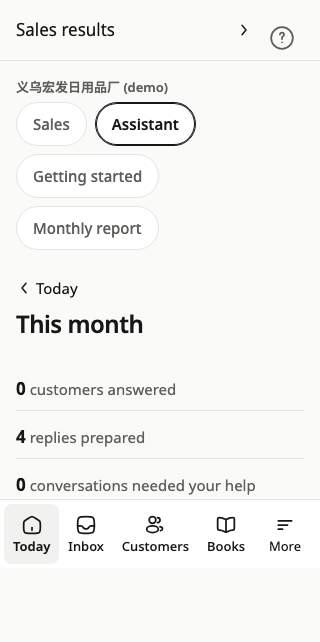 Sales results
义乌宏发日用品厂 (demo)
Sales
Assistant
Getting started
Monthly report
Today
This month
0 customers answered
4 replies prepared
0 conversations needed your help
Today
Inbox
Customers
Books
More